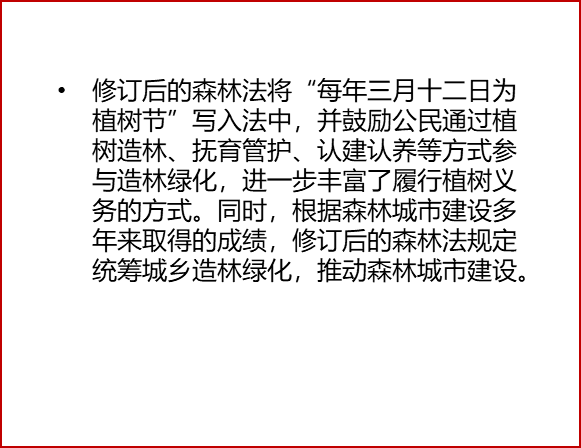 • 修订后的森林法将“每年三月十二日为
植树节”写入法中，并鼓励公民通过植
树造林、抚育管护、认建认养等方式参
与造林绿化，进一步丰富了履行植树义
务的方式。同时，根据森林城市建设多
年来取得的成绩，修订后的森林法规定
统筹城乡造林绿化，推动森林城市建设。